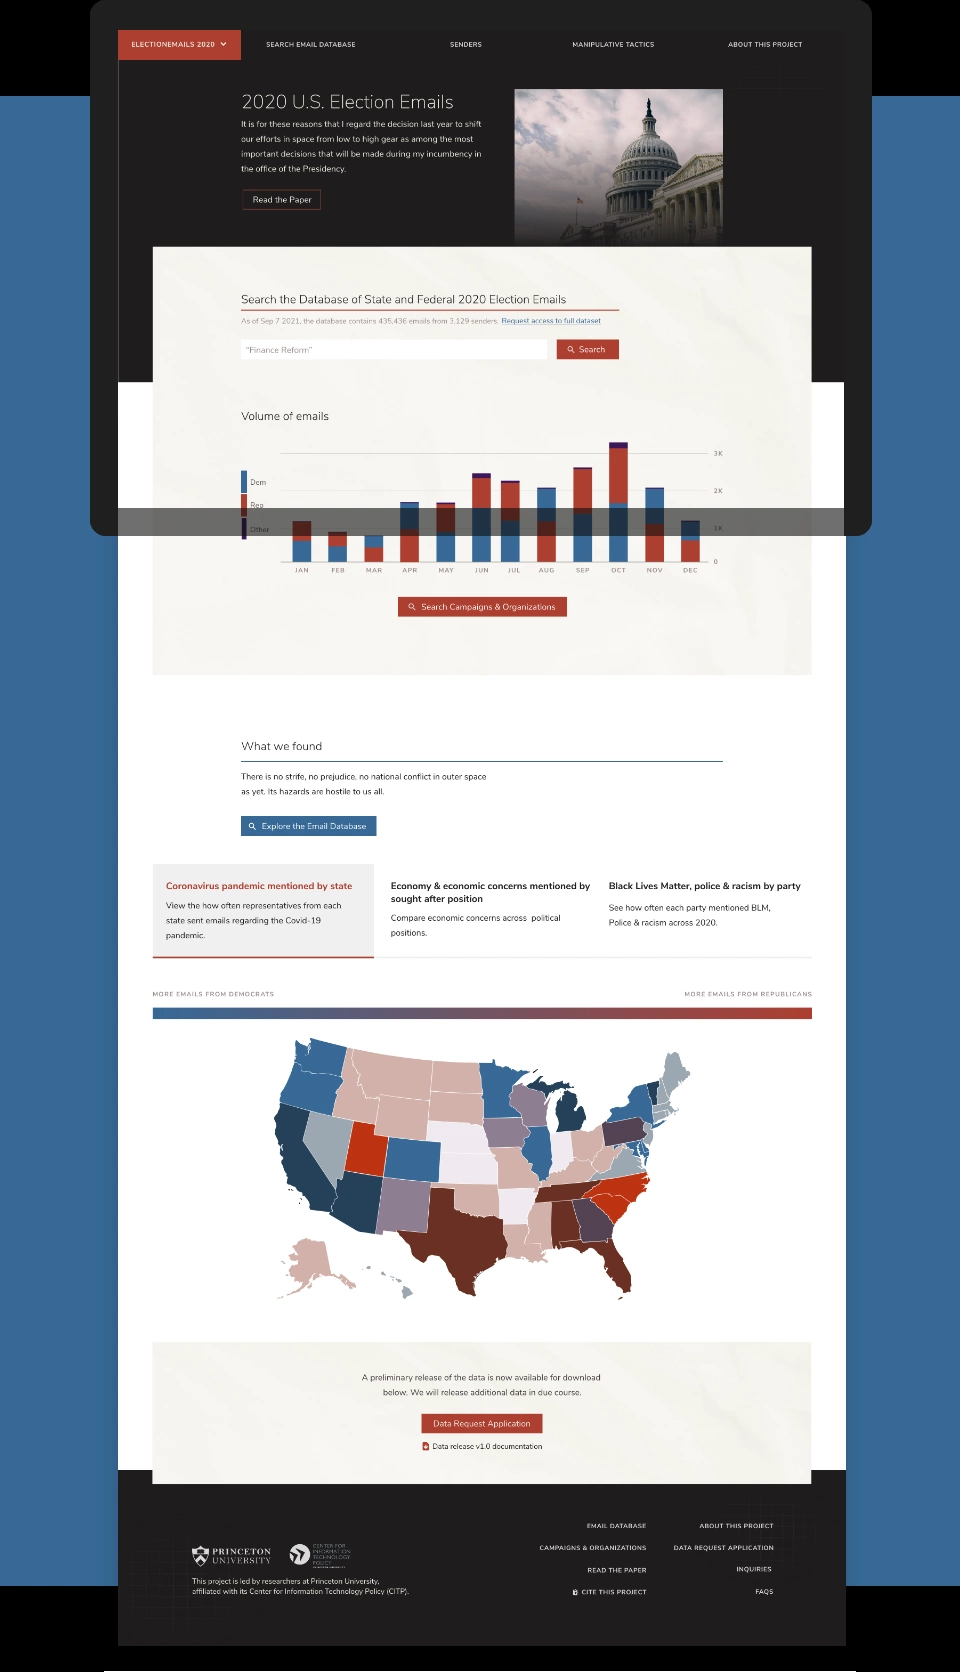 ELECTIONEMAILS 2020
SEARCH EMAIL DATABASE
SENDERS
MANIPULATIVE TACTICS
ABOUT THIS PROJECT
2020 U.S. Election Emails
It is for these reasons that I regard the decision last year to shift
our efforts in space from low to high gear as among the most
important decisions that will be made during my incumbency in
the office of the Presidency.
Read the Paper
Search the Database of State and Federal 2020 Election Emails
As of Sep 7 2021, the database contains 435,436 emails from 3,129 senders. Request access to full dataset
"Finance Reform"
Search
Volume of emails
3K
2K
1K
0
Dem
Rep
Other
JAN FEB MAR APR MAY JUN JUL AUG SEP OCT NOV DEC
Search Campaigns & Organizations
What we found
There is no strife, no prejudice, no national conflict in outer space
as yet. Its hazards are hostile to us all.
Explore the Email Database
Coronavirus pandemic mentioned by state
View the how often representatives from each
state sent emails regarding the Covid-19
pandemic.
Economy & economic concerns mentioned by
sought after position
Compare economic concerns across political
positions.
Black Lives Matter, police & racism by party
See how often each party mentioned BLM,
Police & racism across 2020.
MORE EMAILS FROM DEMOCRATS
MORE EMAILS FROM REPUBLICANS
A preliminary release of the data is now available for download
below. We will release additional data in due course.
Data Request Application
Data release v1.0 documentation
PRINCETON
UNIVERSITY
CENTER FOR
INFORMATION
TECHNOLOGY
POLICY
This project is led by researchers at Princeton University,
affiliated with its Center for Information Technology Policy (CITP).
EMAIL DATABASE
CAMPAIGNS & ORGANIZATIONS
READ THE PAPER
CITE THIS PROJECT
ABOUT THIS PROJECT
DATA REQUEST APPLICATION
INQUIRIES
FAQS